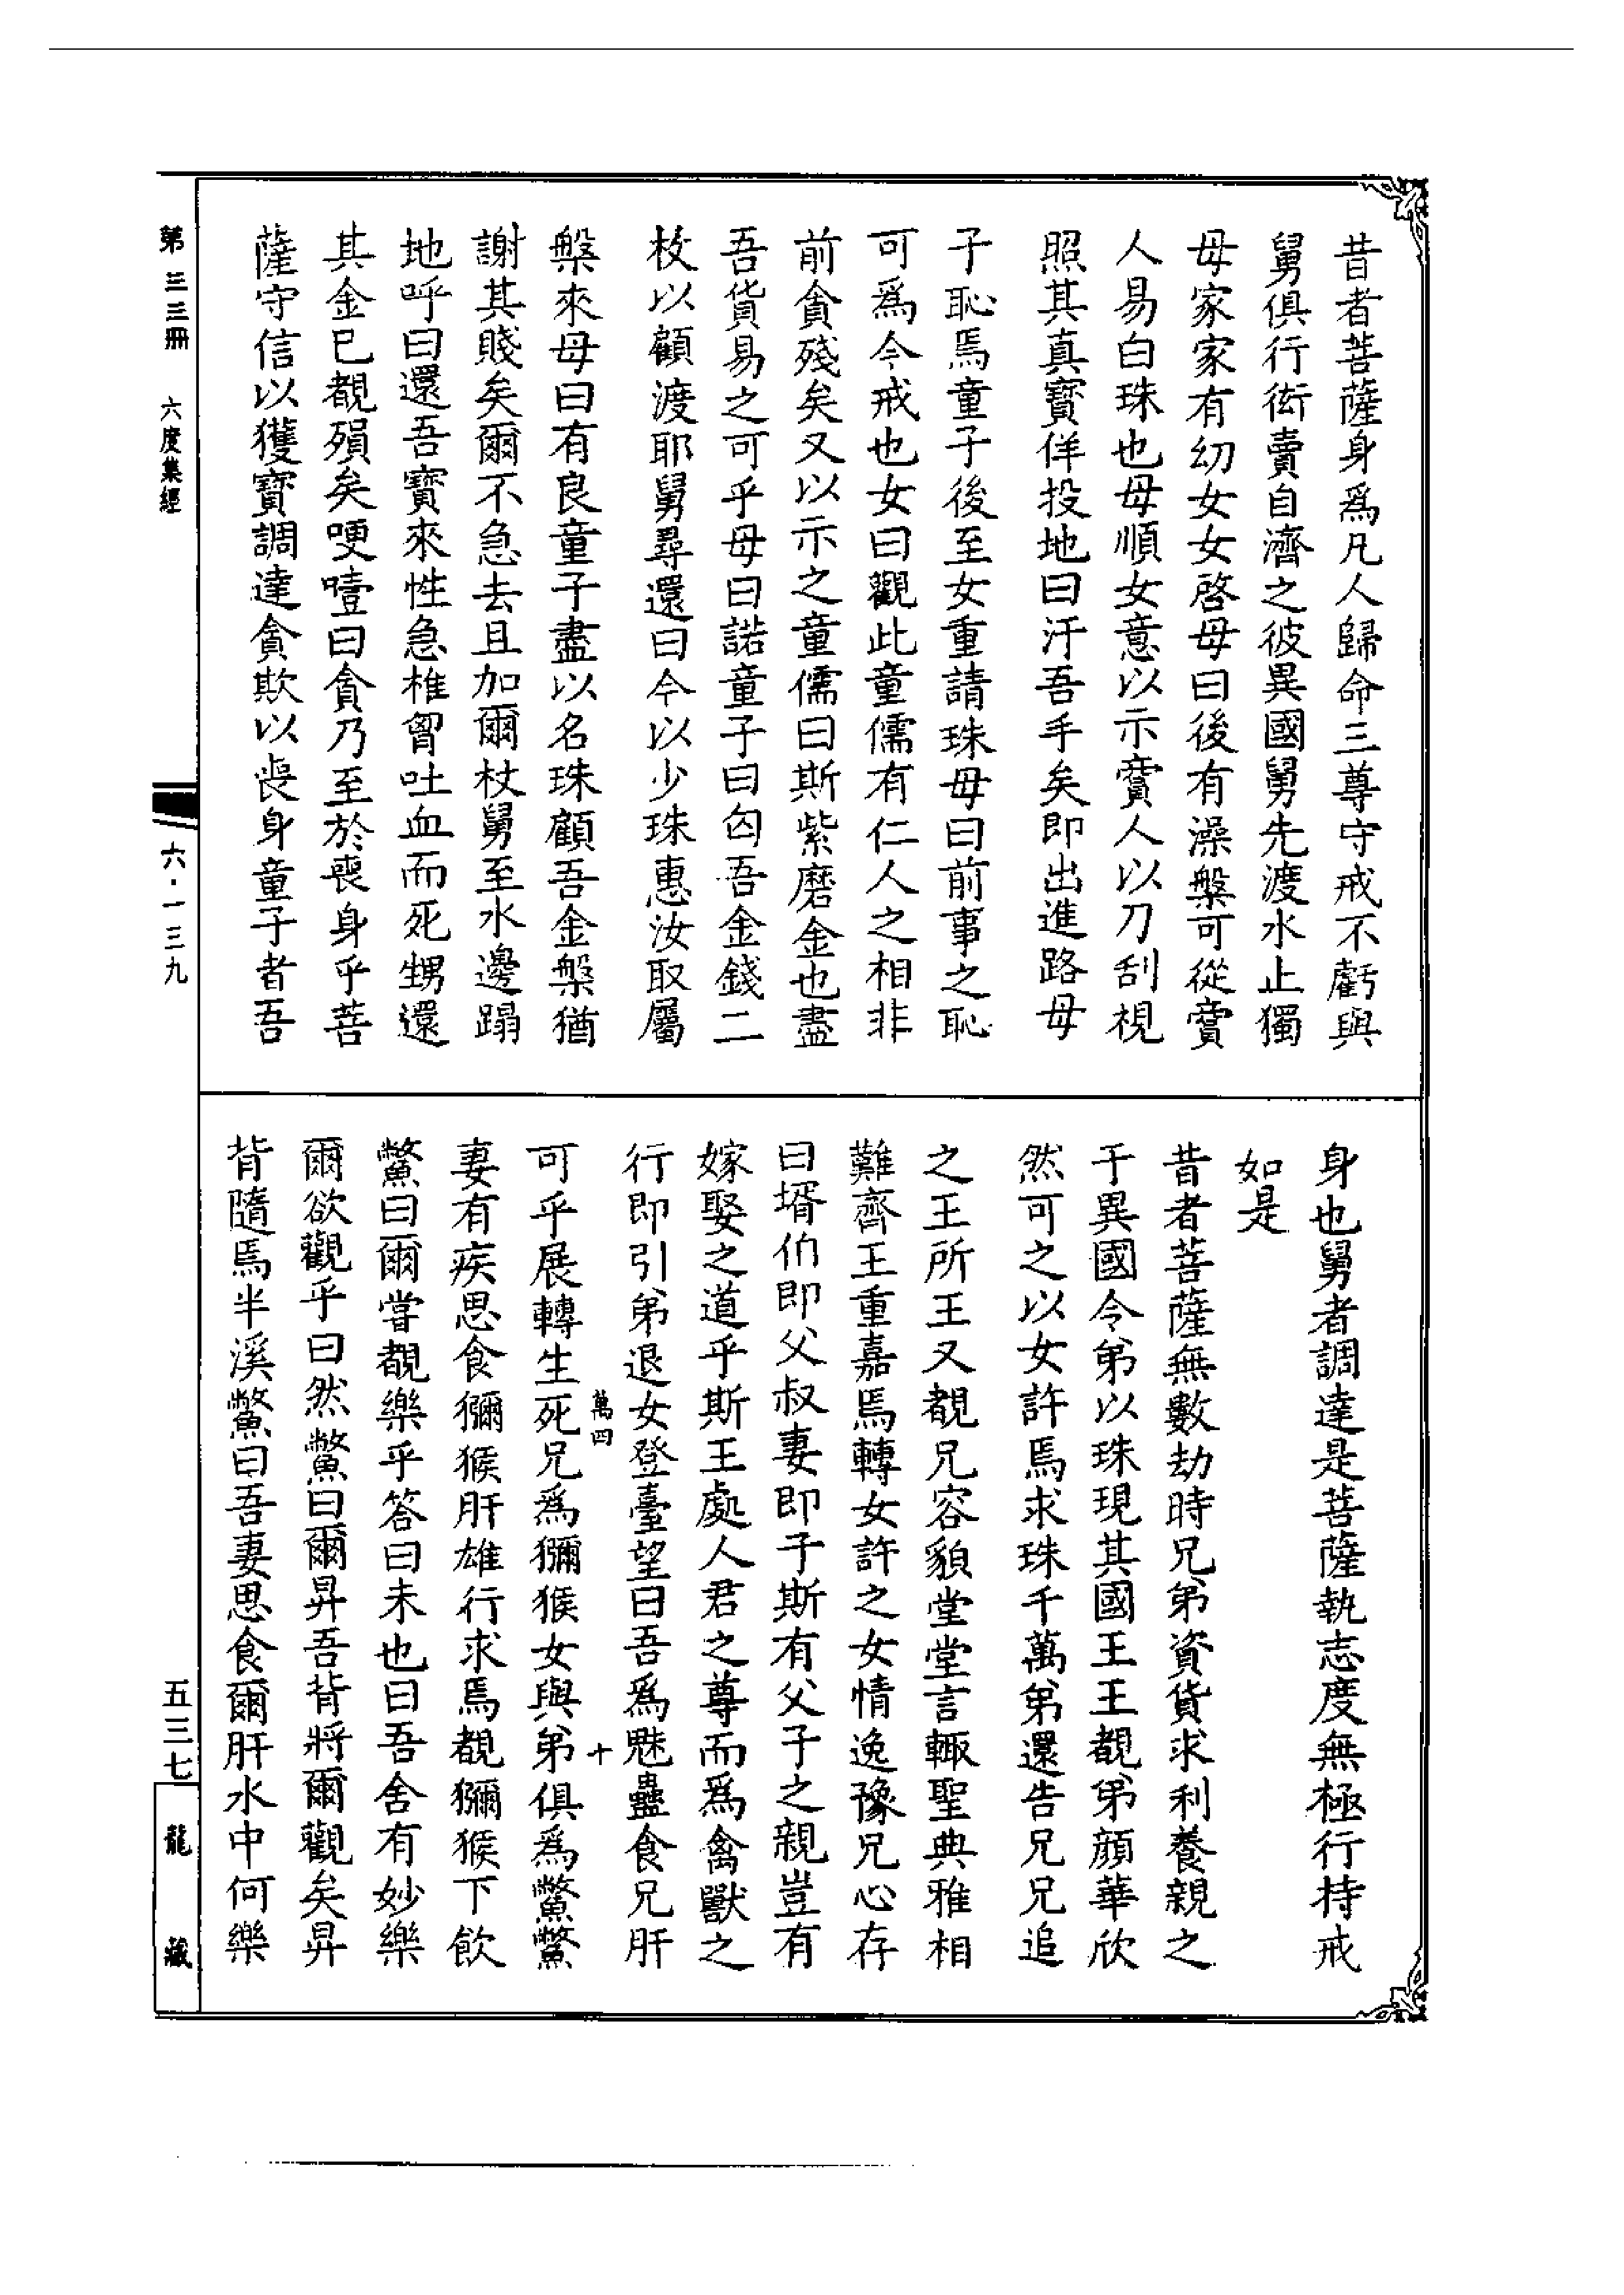 昔者菩薩身爲凡人歸命三尊守戒不虧與
舅俱行衒賣自濟之彼異國舅先渡水止獨
母家家有幼女女啓母曰後有澡槃可從賣
人易白珠也母順女意以示賣人以刀刮視
照其真寶佯投地曰汙吾手矣即出進路母
子恥焉童子後至女重請珠母曰前事之恥
可爲今戒也女曰觀此童儒有仁人之相非
前貪殘矣又以示之童儒曰斯紫磨金也盡
吾貨易之可乎母曰諾童子曰匃吾金錢二
枚以顧渡耶舅尋還曰今以少珠惠汝取屬
槃來母曰有良童子盡以名珠顧吾金槃猶
謝其賤矣爾不急去且加爾杖舅至水邊蹋
地呼曰還吾寶來性急椎胷吐血而死甥還
其金已覩殞矣哽噎曰貪乃至於喪身乎菩
薩守信以獲寶調達貪欺以喪身童子者吾
身也舅者調達是菩薩執志度無極行持戒
如是
昔者菩薩無數劫時兄弟資貨求利養親之
于異國令弟以珠現其國王王覩弟顔華欣
然可之以女許焉求珠千萬弟還告兄兄追
之王所王又覩兄容貌堂堂言輒聖典雅相
難齊王重嘉焉轉女許之女情逸豫兄心存
曰壻伯即父叔妻即子斯有父子之親豈有
嫁娶之道乎斯王處人君之尊而爲禽獸之
行即引弟退女登臺望曰吾爲魅蠱食兄肝
萬四 十
可乎展轉生死兄爲獼猴女與弟俱爲鱉鱉
妻有疾思食獼猴肝雄行求焉覩獼猴下飲
鱉曰爾嘗覩樂乎答曰未也曰吾舍有妙樂
爾欲觀乎曰然鱉曰爾昇吾背將爾觀矣昇
背隨焉半溪鱉曰吾妻思食爾肝水中何樂
第三三冊 六度集經 六·一三九 五三七 龍藏